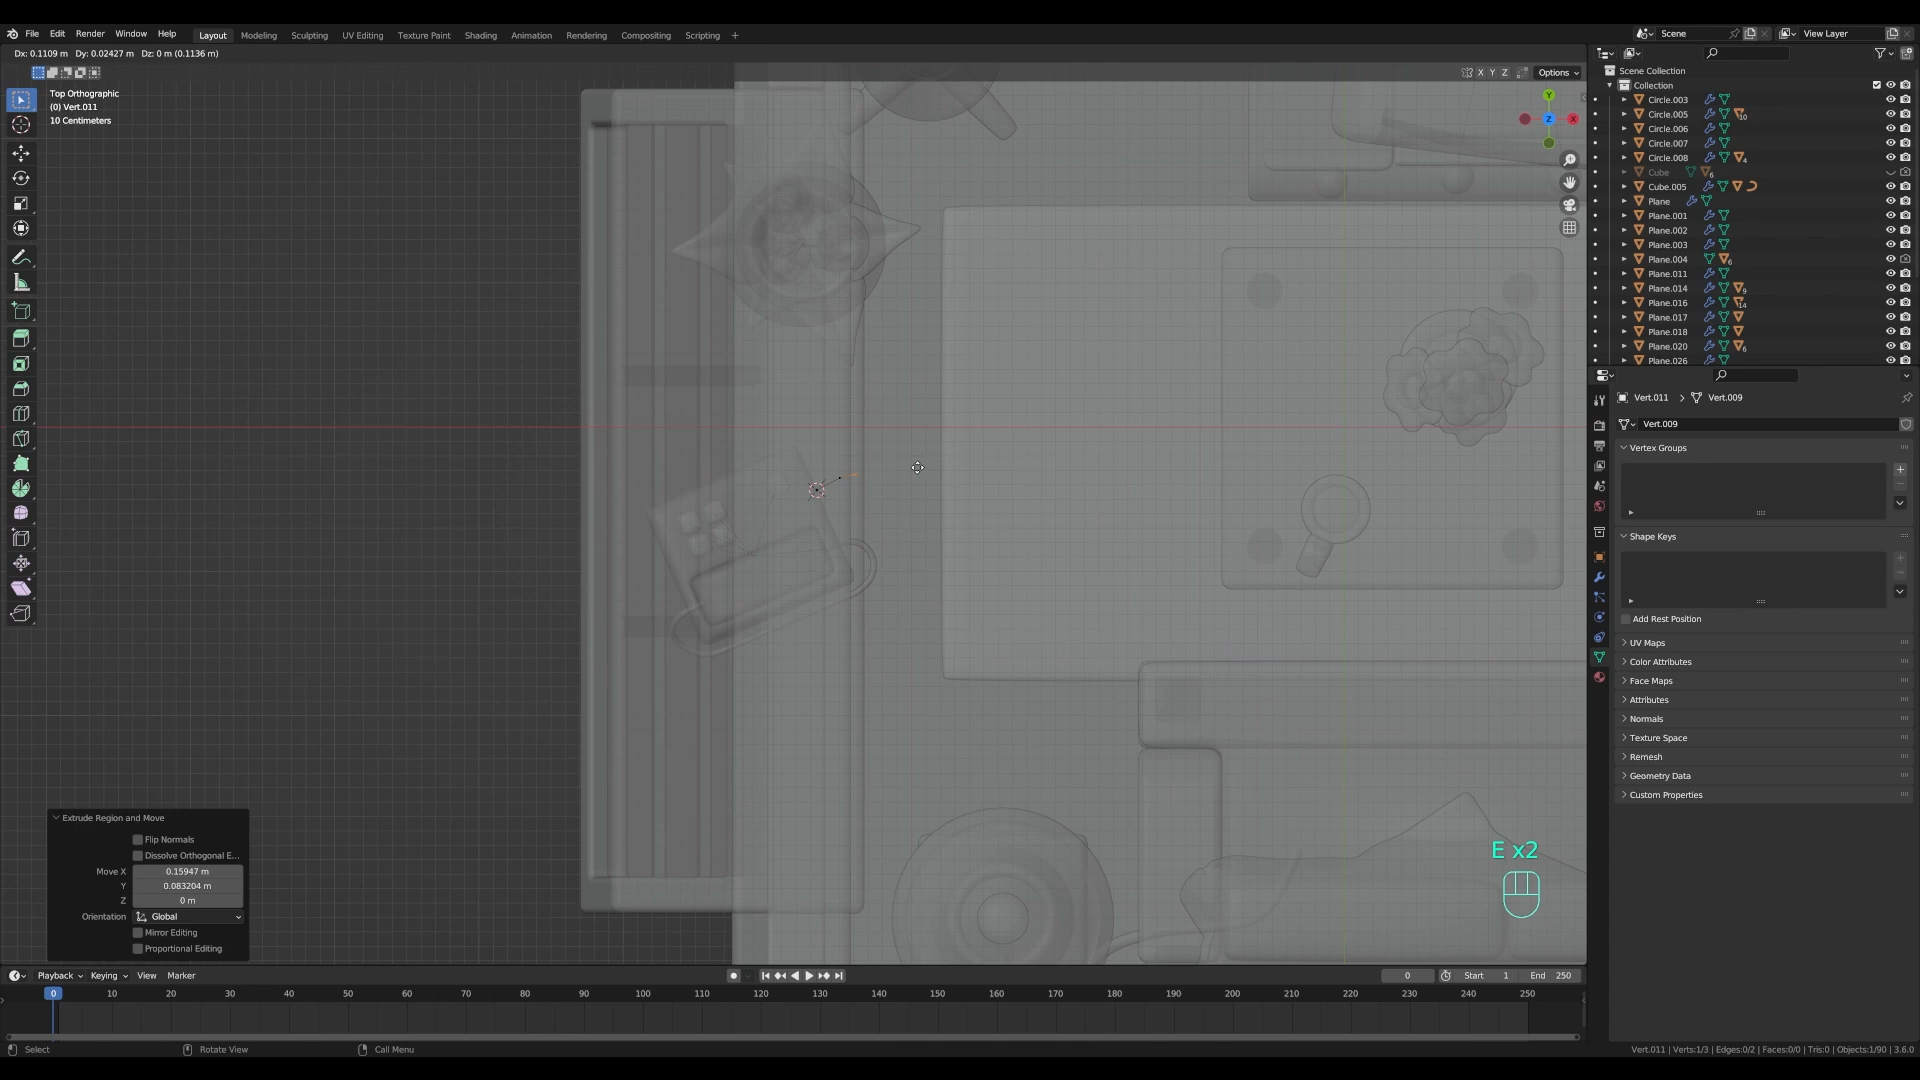 File Edit Render Window Help Layout Modeling Sculpting UV Editing Texture Paint Shading Animation Rendering Compositing Scripting + Scene View Layer
Dx: 0.1109 m Dy: 0.02427 m Dz: 0 m (0.1136 m)
X Y Z Options
Top Orthographic
(0) Vert.011
10 Centimeters
Y
Z
X
Scene Collection
Collection
Circle.003
Circle.005 10
Circle.006
Circle.007
Circle.008 4
Cube 6
Cube.005
Plane
Plane.001
Plane.002
Plane.003
Plane.004 6
Plane.011
Plane.014 9
Plane.016 14
Plane.017
Plane.018
Plane.020 6
Plane.026
Vert.011 > Vert.009
Vert.009
Vertex Groups
Shape Keys
Add Rest Position
UV Maps
Color Attributes
Face Maps
Attributes
Normals
Texture Space
Remesh
Geometry Data
Custom Properties
Extrude Region and Move
Flip Normals
Dissolve Orthogonal E...
Move X 0.15947 m
Y 0.083204 m
Z 0 m
Orientation Global
Mirror Editing
Proportional Editing
E x2
Playback Keying View Marker 0 Start 1 End 250
0 10 20 30 40 50 60 70 80 90 100 110 120 130 140 150 160 170 180 190 200 210 220 230 240 250
Select Rotate View Call Menu Vert.011 | Verts:1/3 | Edges:0/2 | Faces:0/0 | Tris:0 | Objects:1/90 | 3.6.0